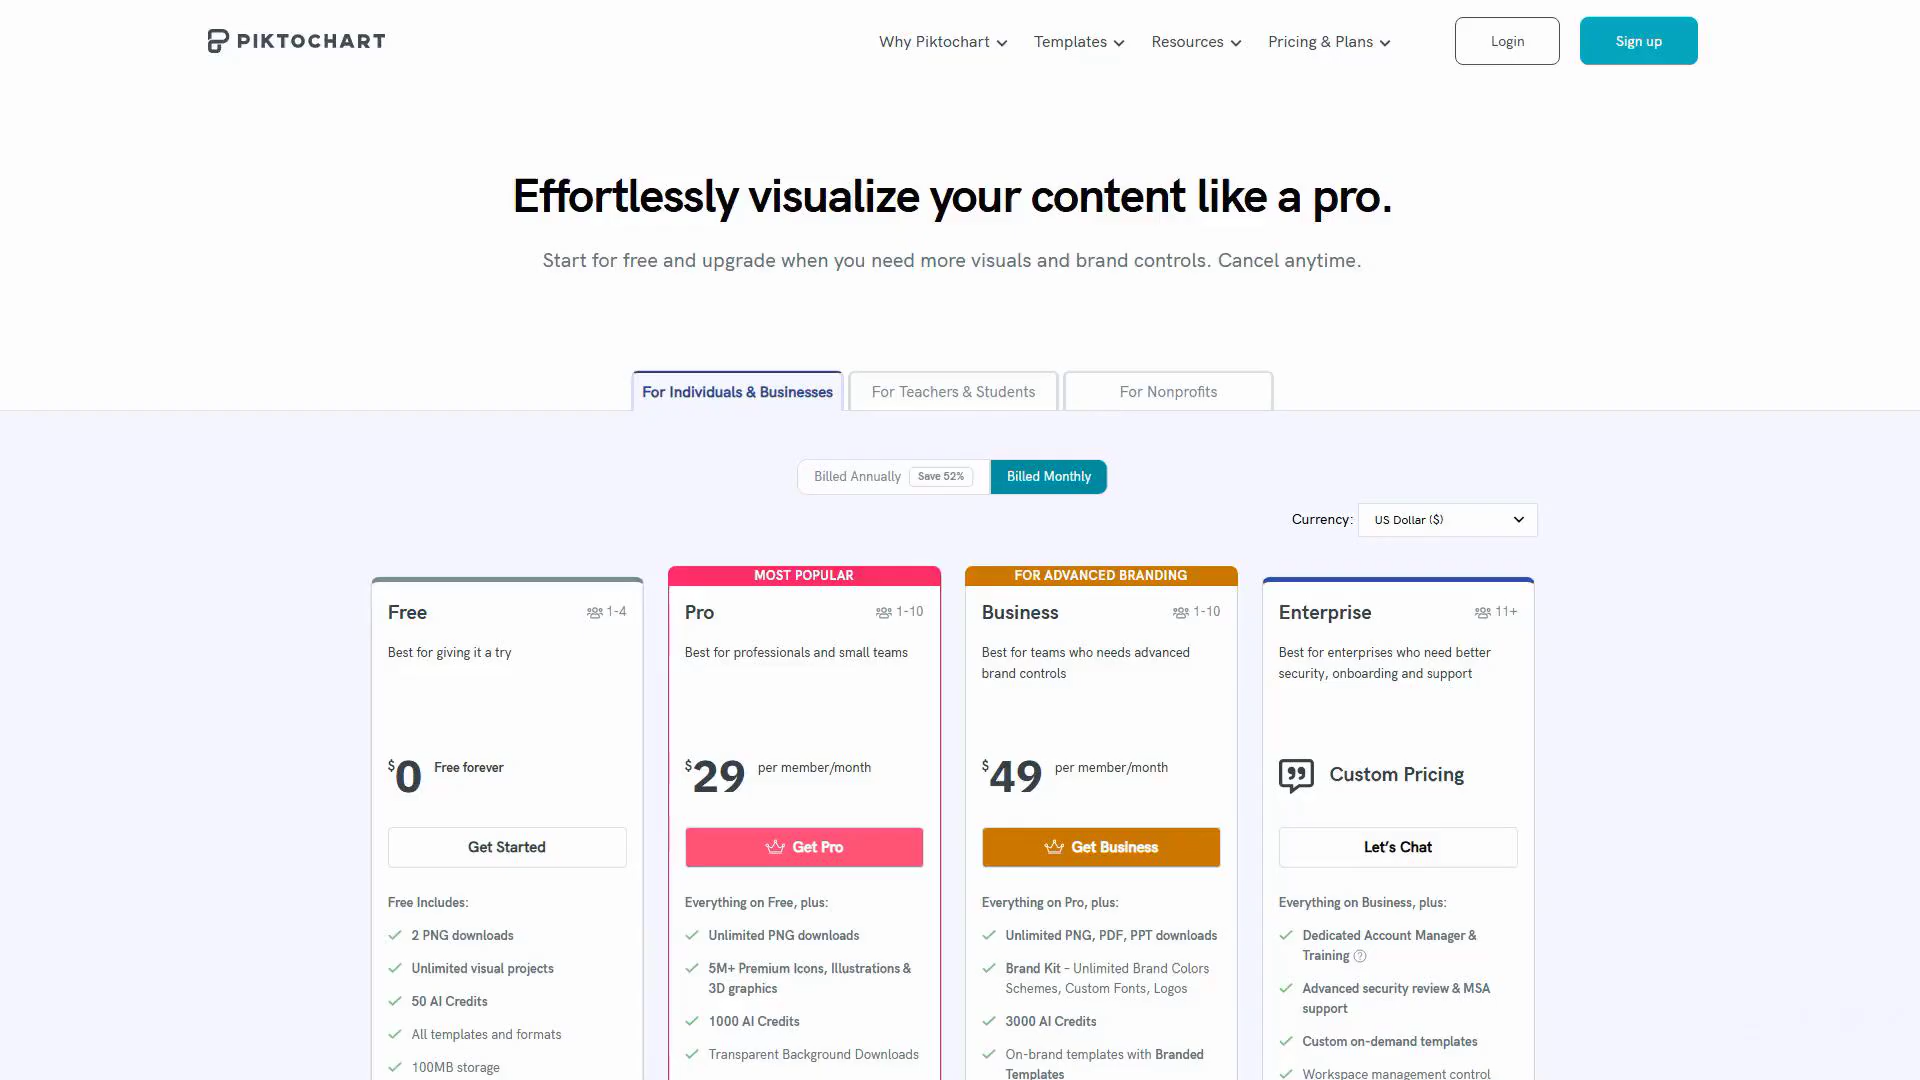 PIKTOCHART
Why Piktochart
Templates
Resources
Pricing & Plans
Login
Sign up
Effortlessly visualize your content like a pro.
Start for free and upgrade when you need more visuals and brand controls. Cancel anytime.
For Individuals & Businesses
For Teachers & Students
For Nonprofits
Billed Annually Save 52%
Billed Monthly
Currency: US Dollar ($)
Free 1-4
Best for giving it a try
$0 Free forever
Get Started
Free Includes:
2 PNG downloads
Unlimited visual projects
50 AI Credits
All templates and formats
100MB storage
MOST POPULAR
Pro 1-10
Best for professionals and small teams
$29 per member/month
Get Pro
Everything on Free, plus:
Unlimited PNG downloads
5M+ Premium Icons, Illustrations &
3D graphics
1000 AI Credits
Transparent Background Downloads
FOR ADVANCED BRANDING
Business 1-10
Best for teams who needs advanced
brand controls
$49 per member/month
Get Business
Everything on Pro, plus:
Unlimited PNG, PDF, PPT downloads
Brand Kit – Unlimited Brand Colors
Schemes, Custom Fonts, Logos
3000 AI Credits
On-brand templates with Branded
Templates
Enterprise 11+
Best for enterprises who need better
security, onboarding and support
Custom Pricing
Let’s Chat
Everything on Business, plus:
Dedicated Account Manager &
Training
Advanced security review & MSA
support
Custom on-demand templates
Workspace management control